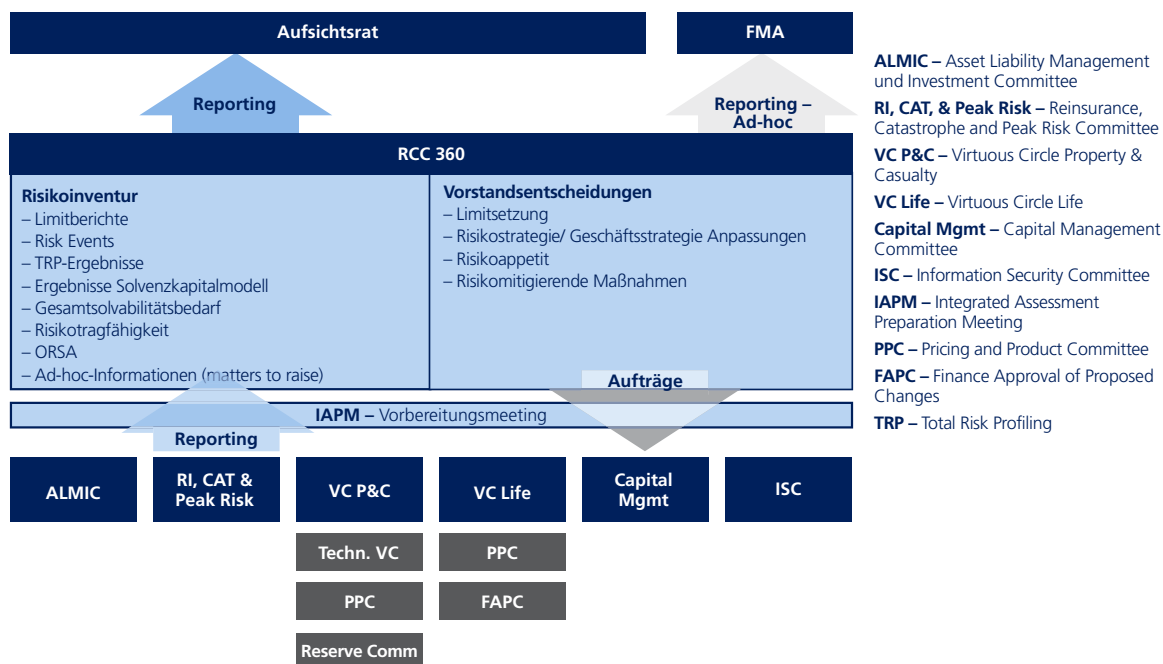 Aufsichtsrat
FMA
Reporting
Reporting –
Ad-hoc
RCC 360
Risikoinventur
– Limitberichte
– Risk Events
– TRP-Ergebnisse
– Ergebnisse Solvenzkapitalmodell
– Gesamtsolvabilitätsbedarf
– Risikotragfähigkeit
– ORSA
– Ad-hoc-Informationen (matters to raise)
Vorstandsentscheidungen
– Limitsetzung
– Risikostrategie/ Geschäftsstrategie Anpassungen
– Risikoappetit
– Risikomitigierende Maßnahmen
Aufträge
IAPM – Vorbereitungsmeeting
Reporting
ALMIC
RI, CAT &
Peak Risk
VC P&C
VC Life
Capital
Mgmt
ISC
Techn. VC
PPC
PPC
FAPC
Reserve Comm
ALMIC – Asset Liability Management
und Investment Committee
RI, CAT, & Peak Risk – Reinsurance,
Catastrophe and Peak Risk Committee
VC P&C – Virtuous Circle Property &
Casualty
VC Life – Virtuous Circle Life
Capital Mgmt – Capital Management
Committee
ISC – Information Security Committee
IAPM – Integrated Assessment
Preparation Meeting
PPC – Pricing and Product Committee
FAPC – Finance Approval of Proposed
Changes
TRP – Total Risk Profiling